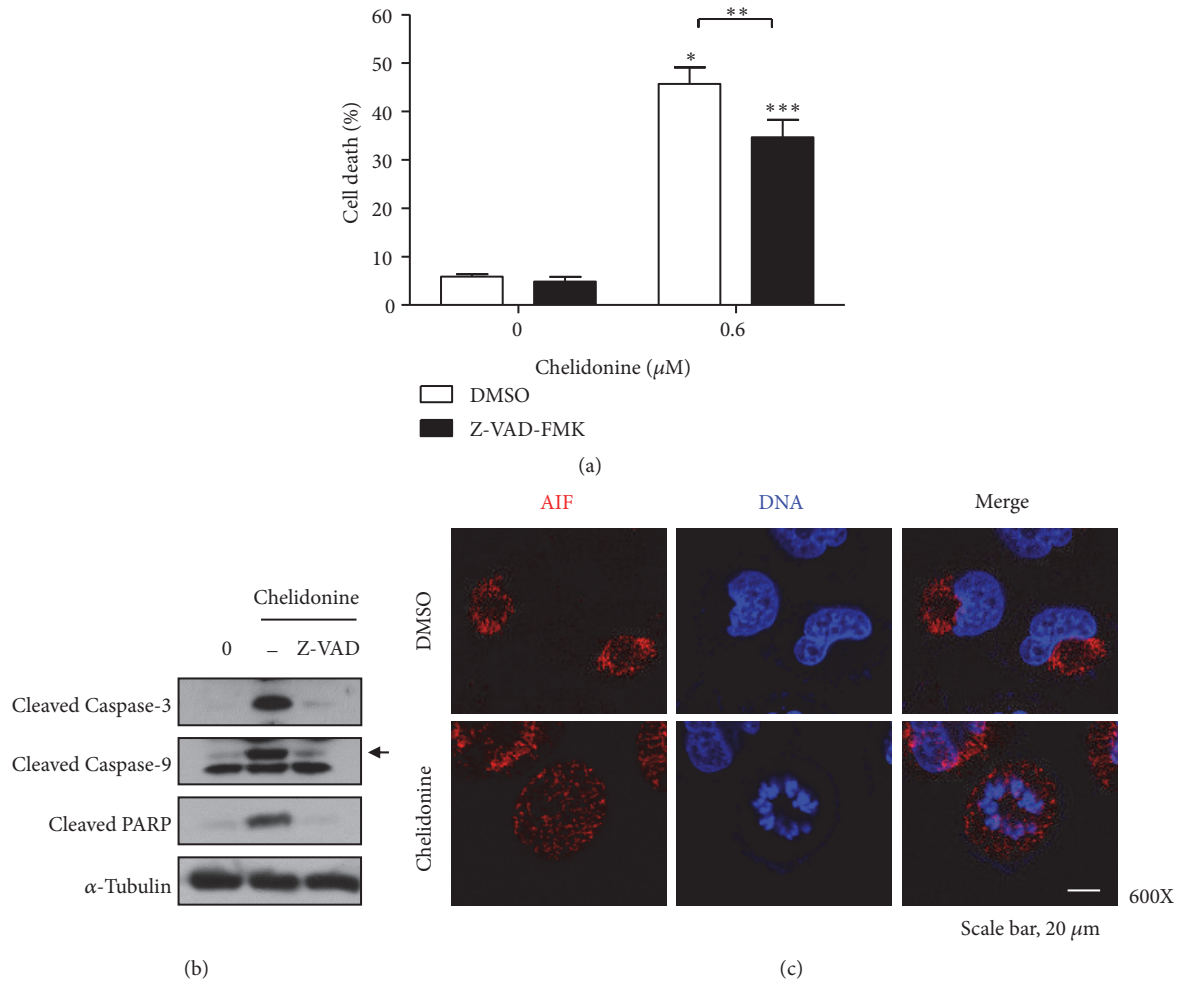 60
50
40
30
20
10
0
Cell death (%)
**
*
***
0
0.6
Chelidonine (μM)
DMSO
Z-VAD-FMK
(a)
Chelidonine
0 – Z-VAD
Cleaved Caspase-3
Cleaved Caspase-9
Cleaved PARP
α-Tubulin
(b)
AIF DNA Merge
DMSO
Chelidonine
600X
Scale bar, 20 μm
(c)